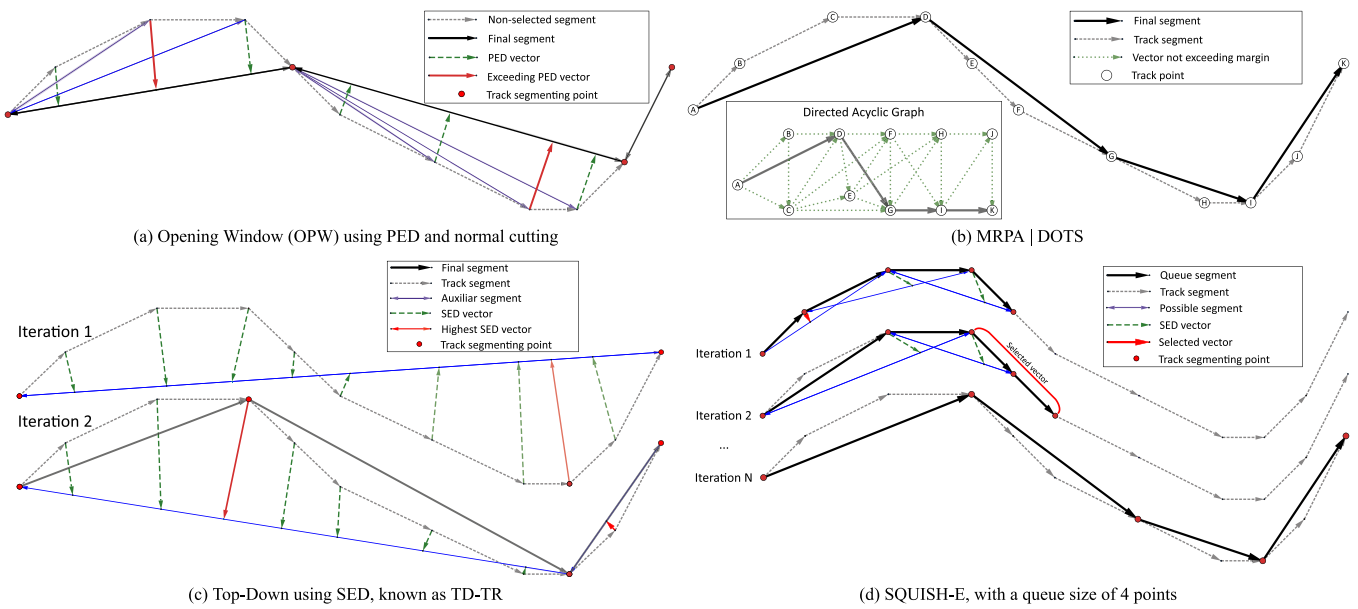 Non-selected segment
Final segment
PED vector
Exceeding PED vector
Track segmenting point
(a) Opening Window (OPW) using PED and normal cutting
Final segment
Track segment
Vector not exceeding margin
Track point
A
B
C
D
E
F
G
H
I
J
K
Directed Acyclic Graph
A
B
D
F
H
J
C
E
G
I
K
(b) MRPA | DOTS
Final segment
Track segment
Auxiliar segment
SED vector
Highest SED vector
Track segmenting point
Iteration 1
Iteration 2
(c) Top-Down using SED, known as TD-TR
Queue segment
Track segment
Possible segment
SED vector
Selected vector
Track segmenting point
Iteration 1
Selected vector
Iteration 2
...
Iteration N
(d) SQUISH-E, with a queue size of 4 points